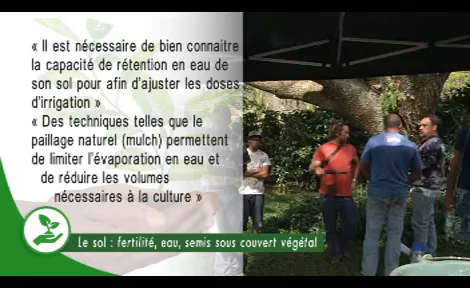 « Il est nécessaire de bien connaitre
la capacité de rétention en eau de
son sol pour afin d'ajuster les doses
d'irrigation »
« Des techniques telles que le
paillage naturel (mulch) permettent
de limiter l'évaporation en eau et
de réduire les volumes
nécessaires à la culture »
Le sol : fertilité, eau, semis sous couvert végétal